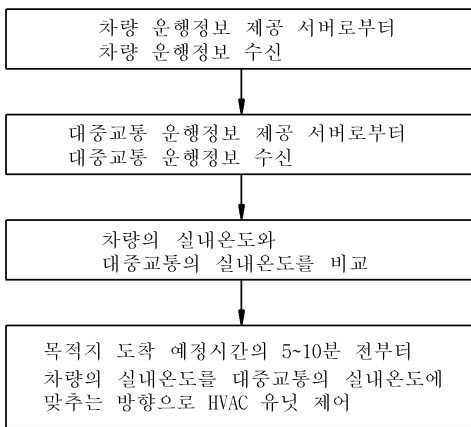 차량 운행정보 제공 서버로부터
차량 운행정보 수신
대중교통 운행정보 제공 서버로부터
대중교통 운행정보 수신
차량의 실내온도와
대중교통의 실내온도를 비교
목적지 도착 예정시간의 5~10분 전부터
차량의 실내온도를 대중교통의 실내온도에
맞추는 방향으로 HVAC 유닛 제어